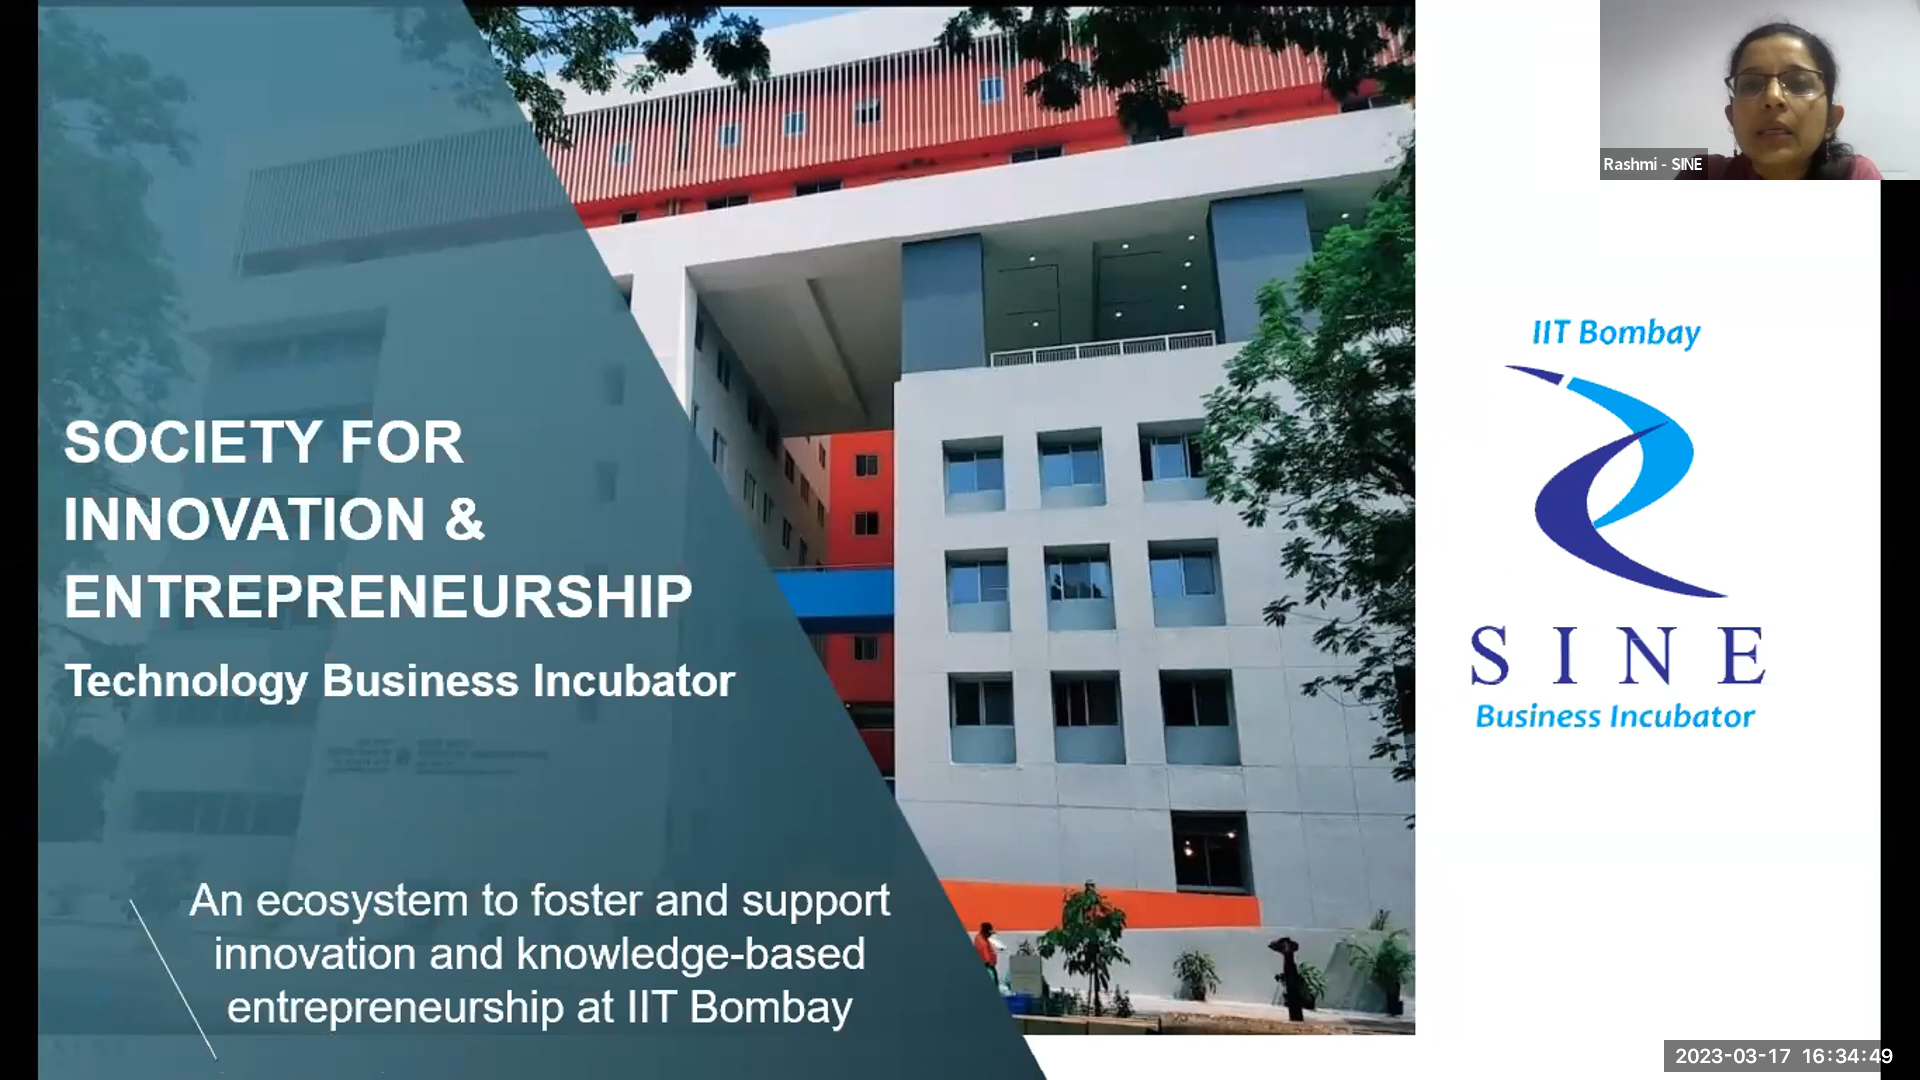 SOCIETY FOR
INNOVATION &
ENTREPRENEURSHIP
Technology Business Incubator
An ecosystem to foster and support
innovation and knowledge-based
entrepreneurship at IIT Bombay
Rashmi - SINE
IIT Bombay
SINE
Business Incubator
2023-03-17 16:34:49